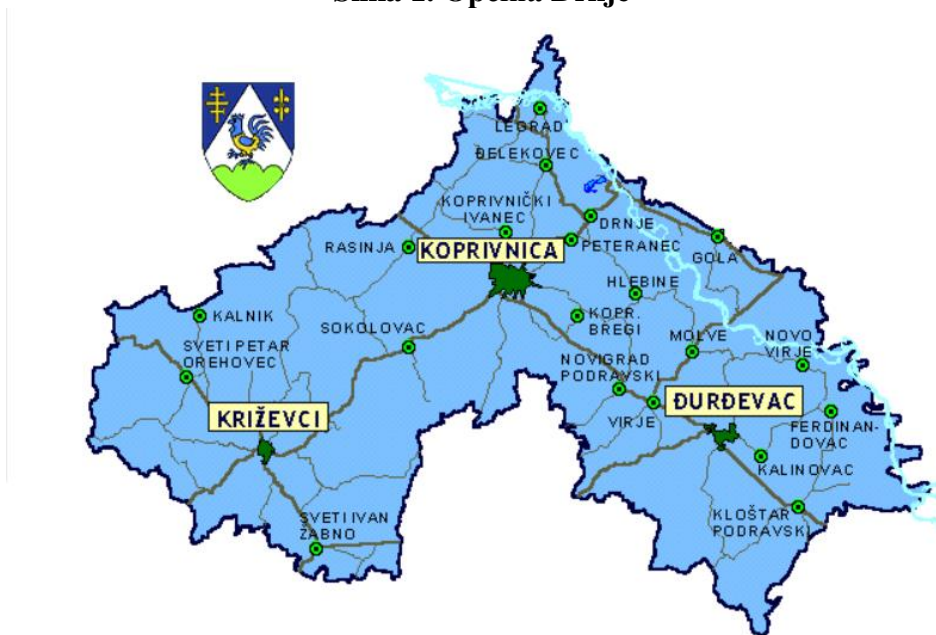 Slika 1. Općina Drnje
LEGRAD
ĐELEKOVEC
KOPRIVNIČKI
IVANEC
DRNJE
RASINJA
KOPRIVNICA
PETERANEC
GOLA
HLEBINE
KALNIK
SOKOLOVAC
KOPR.
BREGI
MOLVE
NOVO
VIRJE
SVETI PETAR
OREHOVEC
NOVIGRAD
PODRAVSKI
KRIŽEVCI
VIRJE
ĐURĐEVAC
FERDINAN-
DOVAC
KALINOVAC
KLOŠTAR
PODRAVSKI
SVETI IVAN
ŽABNO